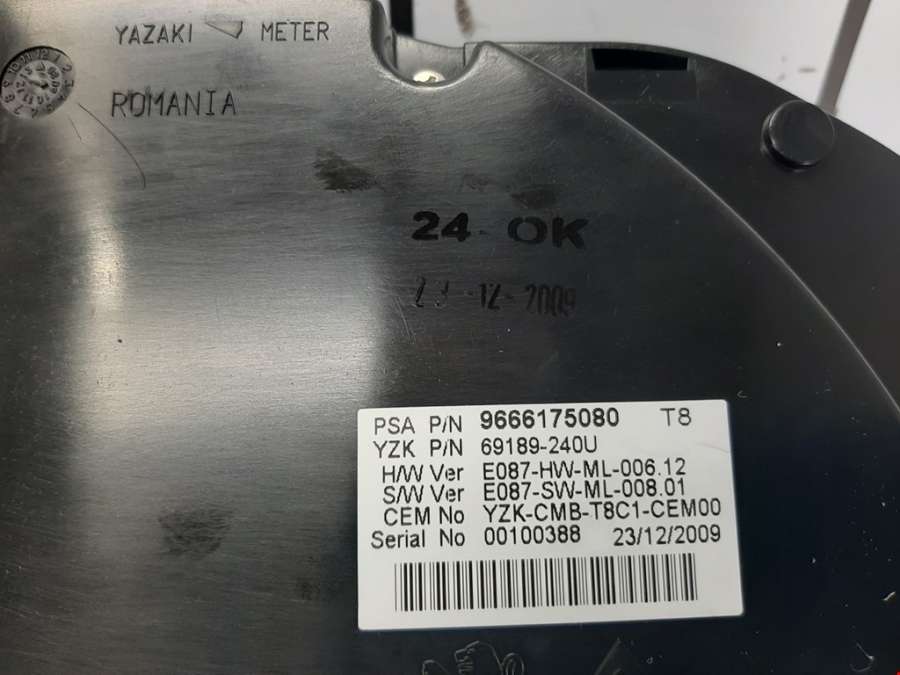 YAZAKI METER
ROMANIA
24 OK
23-12-2009
PSA P/N 9666175080 T8
YZK P/N 69189-240U
H/W Ver E087-HW-ML-006.12
S/W Ver E087-SW-ML-008.01
CEM No YZK-CMB-T8C1-CEM00
Serial No 00100388 23/12/2009